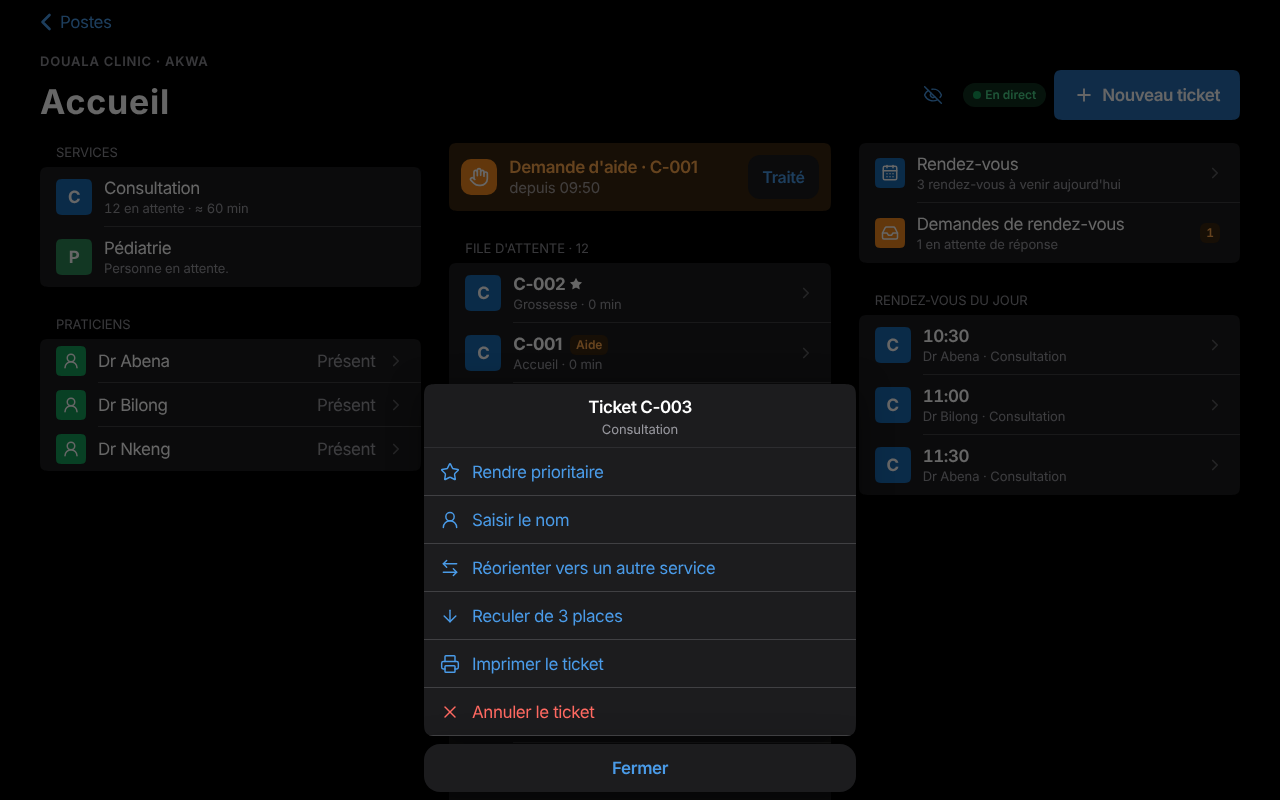 Postes
DOUALA CLINIC · AKWA
Accueil
En direct
Nouveau ticket
SERVICES
C
Consultation
12 en attente · ≈ 60 min
P
Pédiatrie
Personne en attente.
PRATICIENS
Dr Abena
Présent
Dr Bilong
Présent
Dr Nkeng
Présent
Demande d'aide · C-001
depuis 09:50
Traité
FILE D'ATTENTE · 12
C
C-002
Grossesse · 0 min
C
C-001 Aide
Accueil · 0 min
Rendez-vous
3 rendez-vous à venir aujourd'hui
Demandes de rendez-vous
1 en attente de réponse
1
RENDEZ-VOUS DU JOUR
C
10:30
Dr Abena · Consultation
C
11:00
Dr Bilong · Consultation
C
11:30
Dr Abena · Consultation
Ticket C-003
Consultation
Rendre prioritaire
Saisir le nom
Réorienter vers un autre service
Reculer de 3 places
Imprimer le ticket
Annuler le ticket
Fermer